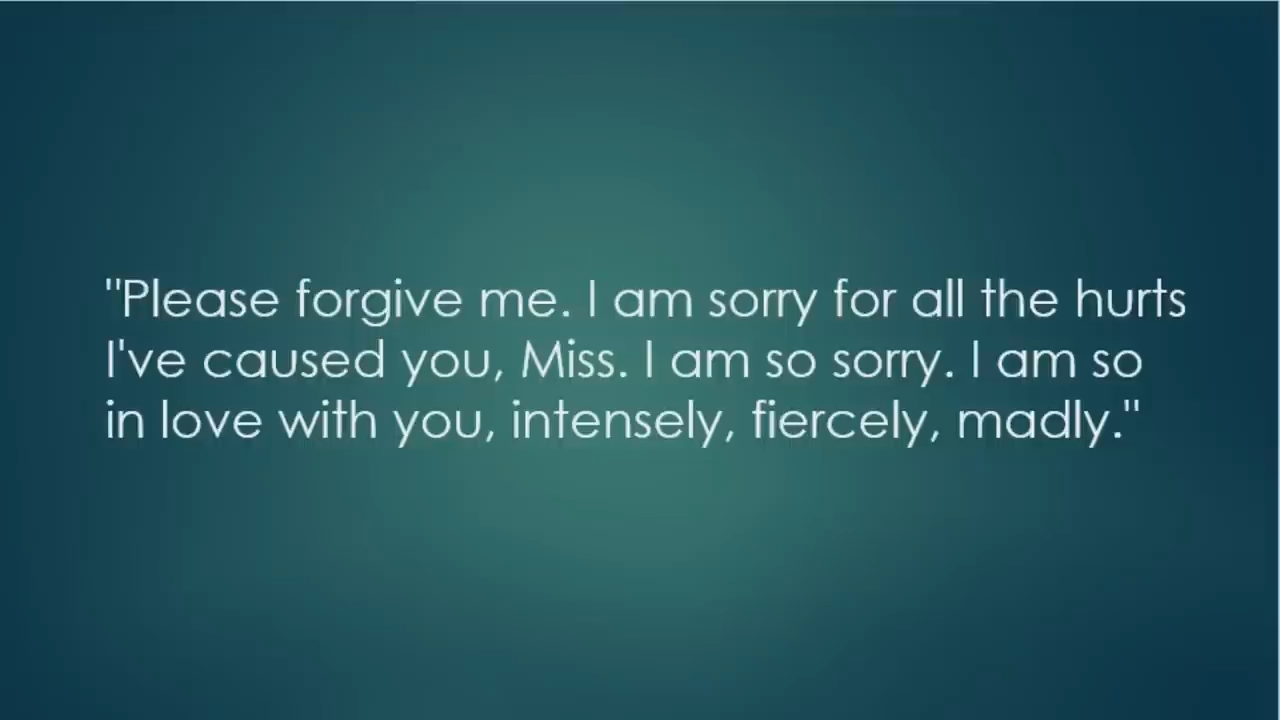 "Please forgive me. I am sorry for all the hurts
I've caused you, Miss. I am so sorry. I am so
in love with you, intensely, fiercely, madly."